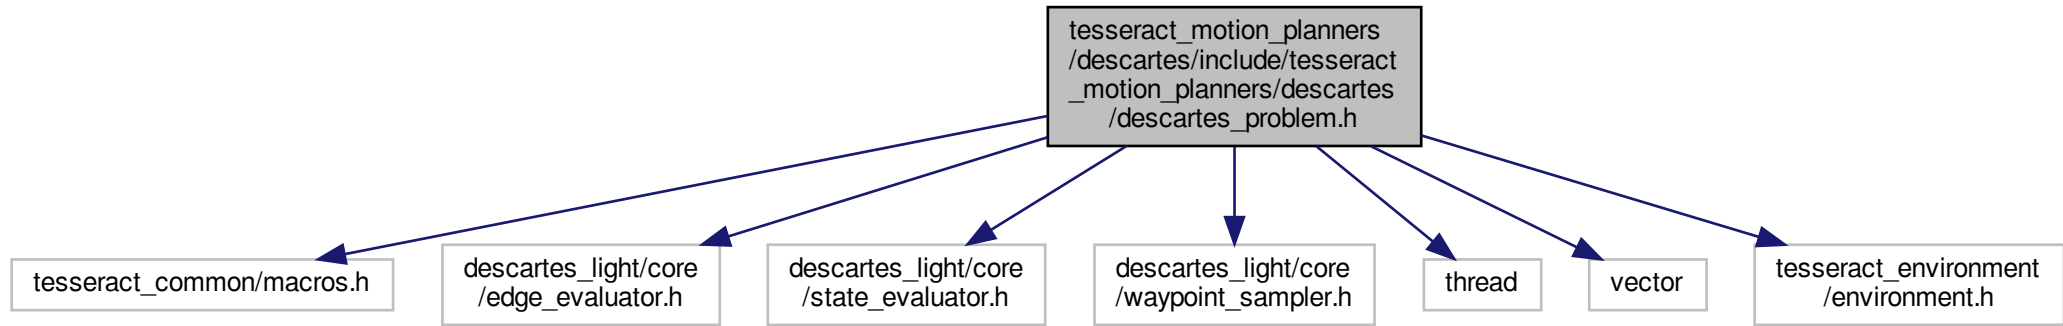 tesseract_motion_planners
/descartes/include/tesseract
_motion_planners/descartes
/descartes_problem.h
tesseract_common/macros.h
descartes_light/core
/edge_evaluator.h
descartes_light/core
/state_evaluator.h
descartes_light/core
/waypoint_sampler.h
thread
vector
tesseract_environment
/environment.h